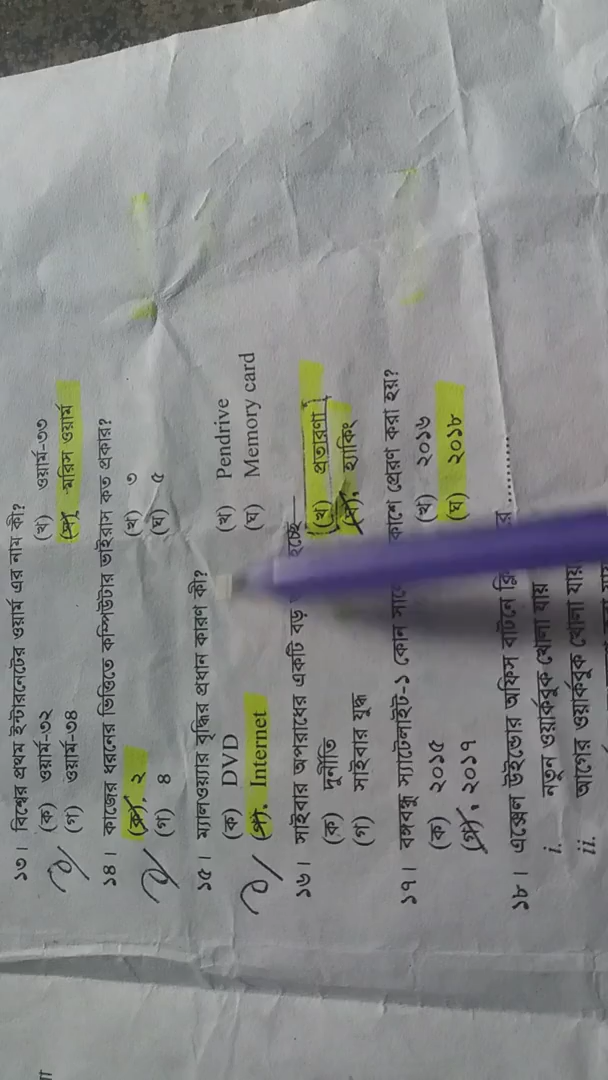 ১৩। বিশ্বের প্রথম ইন্টারনেটের ওয়ার্ম এর নাম কী?
(ক) ওয়ার্ম-৩২ (খ) ওয়ার্ম-৩৩
(গ) ওয়ার্ম-৩৪ (ঘ) মরিস ওয়ার্ম
১৪। কাজের ধরনের ভিত্তিতে কম্পিউটার ভাইরাস কত প্রকার?
(ক) ২ (খ) ৩
(গ) ৪ (ঘ) ৫
১৫। ম্যালওয়্যার বৃদ্ধির প্রধান কারণ কী?
(ক) DVD (খ) Pendrive
(গ) Internet (ঘ) Memory card
১৬। সাইবার অপরাধের একটি বড় হচ্ছে—
(ক) দুর্নীতি (খ) প্রতারণা
(গ) সাইবার যুদ্ধ (ঘ) হ্যাকিং
১৭। বঙ্গবন্ধু স্যাটেলাইট-১ কোন সালে কাশে প্রেরণ করা হয়?
(ক) ২০১৫ (খ) ২০১৬
(গ) ২০১৭ (ঘ) ২০১৮
১৮। এক্সেল উইন্ডোর অফিস বাটনে ..........
i. নতুন ওয়ার্কবুক খোলা যায়
ii. আগের ওয়ার্কবুক খোলা যায়